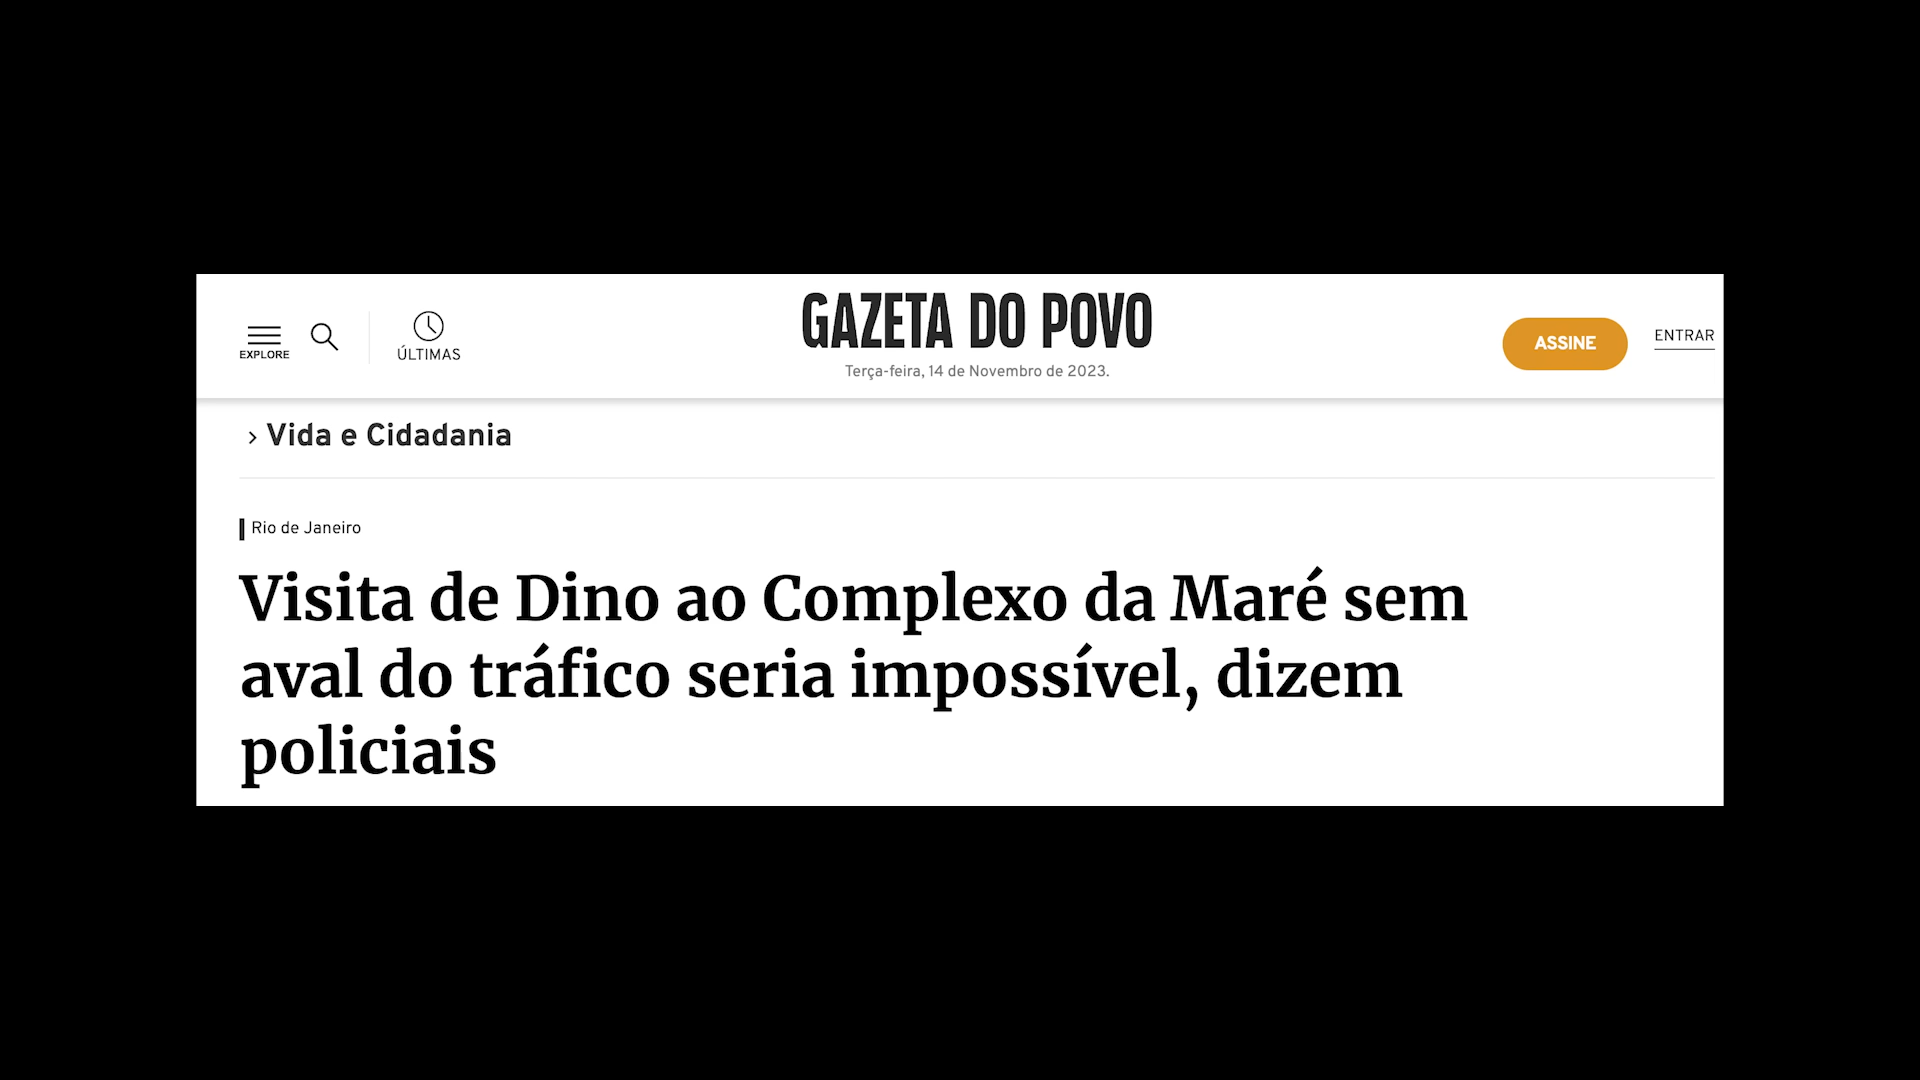 EXPLORE
ÚLTIMAS
GAZETA DO POVO
Terça-feira, 14 de Novembro de 2023.
ASSINE
ENTRAR
› Vida e Cidadania
Rio de Janeiro
Visita de Dino ao Complexo da Maré sem
aval do tráfico seria impossível, dizem
policiais